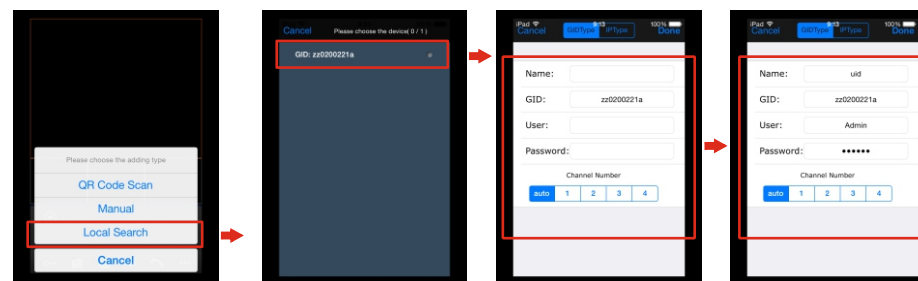 Please choose the adding type
QR Code Scan
Manual
Local Search
Cancel
Cancel Please choose the device( 0 / 1 )
GID: zz0200221a
iPad 9:13 100%
Cancel GIDType IPType Done
Name:
GID: zz0200221a
User:
Password:
Channel Number
auto 1 2 3 4
iPad 9:13 100%
Cancel GIDType IPType Done
Name: uid
GID: zz0200221a
User: Admin
Password: ••••••
Channel Number
auto 1 2 3 4